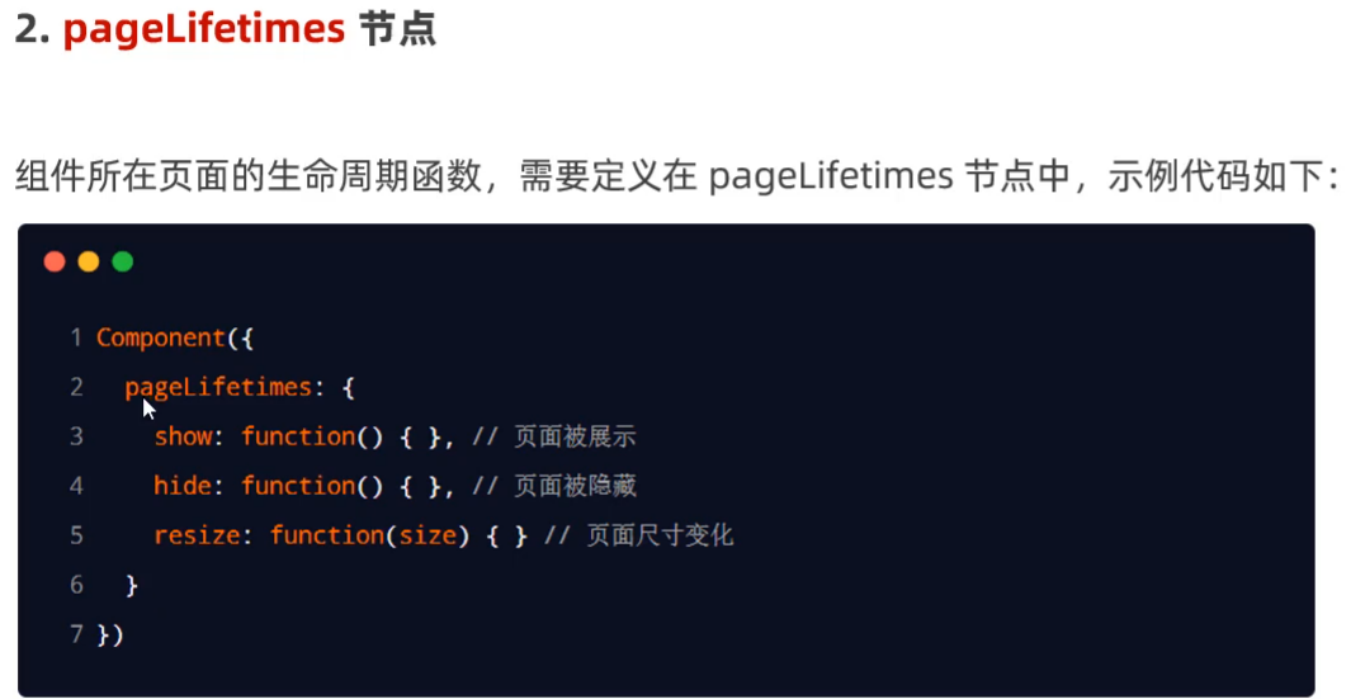 2. pageLifetimes 节点
组件所在页面的生命周期函数，需要定义在 pageLifetimes 节点中，示例代码如下：
1 Component({
2   pageLifetimes: {
3     show: function() { }, // 页面被展示
4     hide: function() { }, // 页面被隐藏
5     resize: function(size) { } // 页面尺寸变化
6   }
7 })